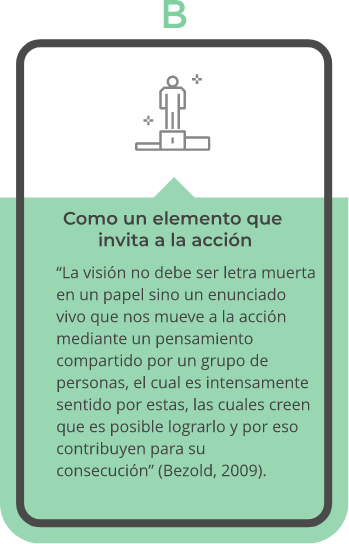 B
Como un elemento que
invita a la acción
“La visión no debe ser letra muerta
en un papel sino un enunciado
vivo que nos mueve a la acción
mediante un pensamiento
compartido por un grupo de
personas, el cual es intensamente
sentido por estas, las cuales creen
que es posible lograrlo y por eso
contribuyen para su
consecución” (Bezold, 2009).